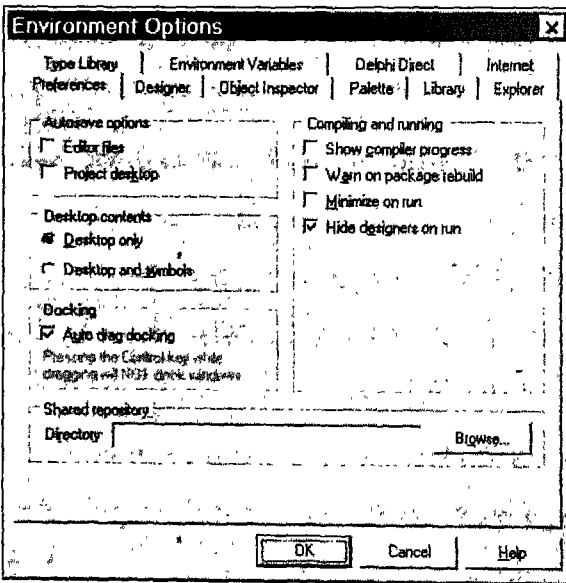 Environment Options
Type Library
Environment Variables
Delphi Direct
Internet
Preferences
Designer
Object Inspector
Palette
Library
Explorer
Autosave options
Editor files
Project desktop
Desktop contents
Desktop only
Desktop and symbols
Docking
Auto drag docking
Pressing the Control key while
dragging will NOT dock windows
Compiling and running
Show compiler progress
Warn on package rebuild
Minimize on run
Hide designers on run
Shared repository
Directory
Browse...
OK
Cancel
Help